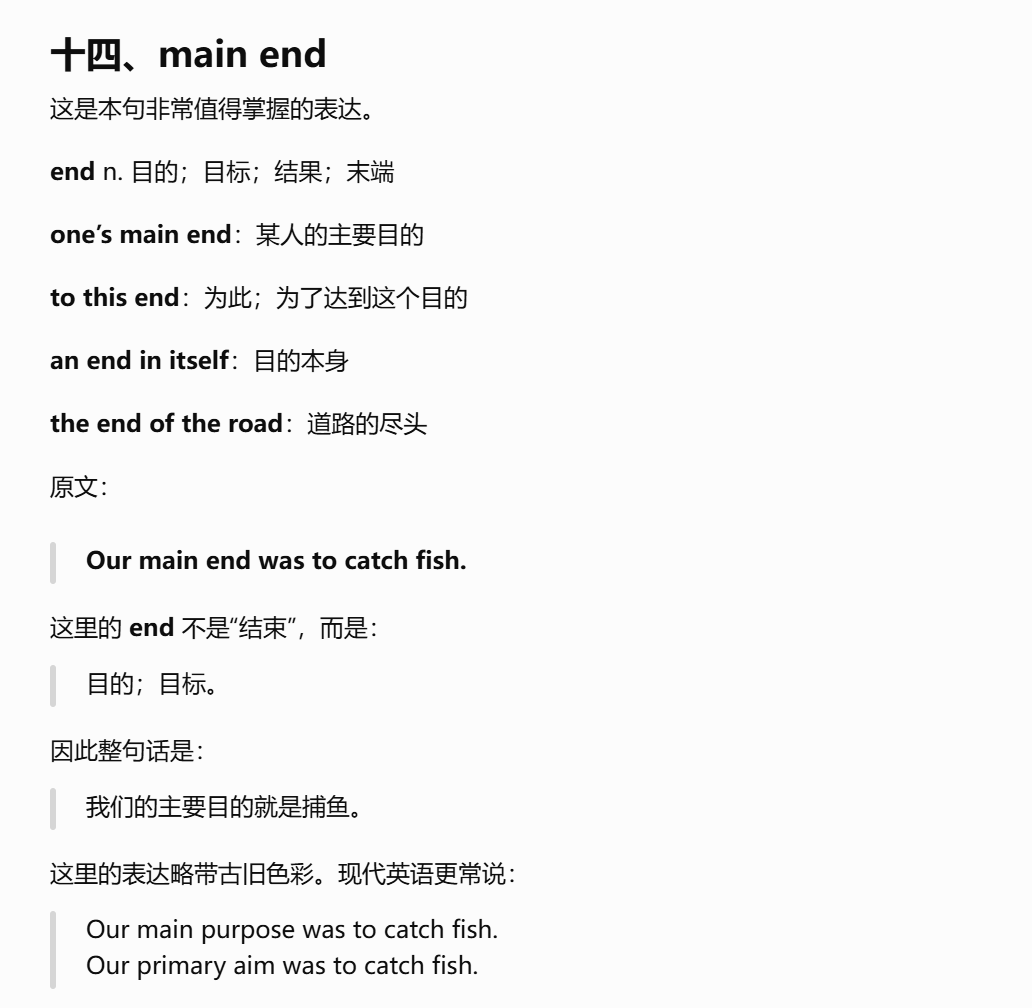 十四、main end
这是本句非常值得掌握的表达。
end n. 目的；目标；结果；末端
one’s main end：某人的主要目的
to this end：为此；为了达到这个目的
an end in itself：目的本身
the end of the road：道路的尽头
原文：
Our main end was to catch fish.
这里的 end 不是“结束”，而是：
目的；目标。
因此整句话是：
我们的主要目的就是捕鱼。
这里的表达略带古旧色彩。现代英语更常说：
Our main purpose was to catch fish.
Our primary aim was to catch fish.